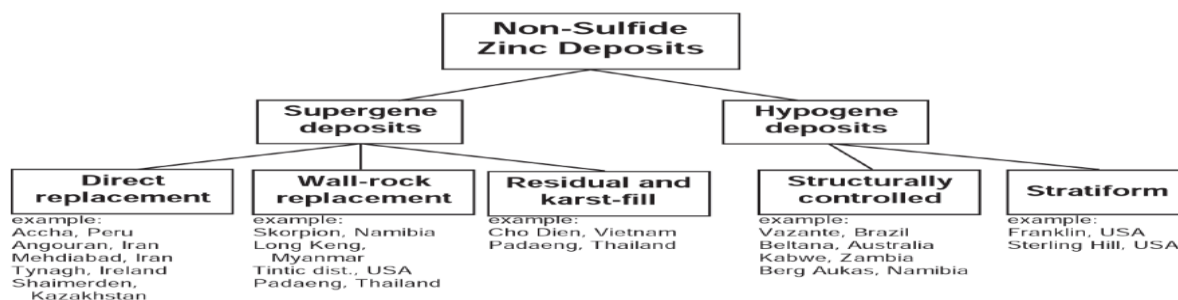 Non-Sulfide
Zinc Deposits
Supergene
deposits
Hypogene
deposits
Direct
replacement
example:
Accha, Peru
Angouran, Iran
Mehdiabad, Iran
Tynagh, Ireland
Shaimerden,
Kazakhstan
Wall-rock
replacement
example:
Skorpion, Namibia
Long Keng,
Myanmar
Tintic dist., USA
Padaeng, Thailand
Residual and
karst-fill
example:
Cho Dien, Vietnam
Padaeng, Thailand
Structurally
controlled
example:
Vazante, Brazil
Beltana, Australia
Kabwe, Zambia
Berg Aukas, Namibia
Stratiform
example:
Franklin, USA
Sterling Hill, USA